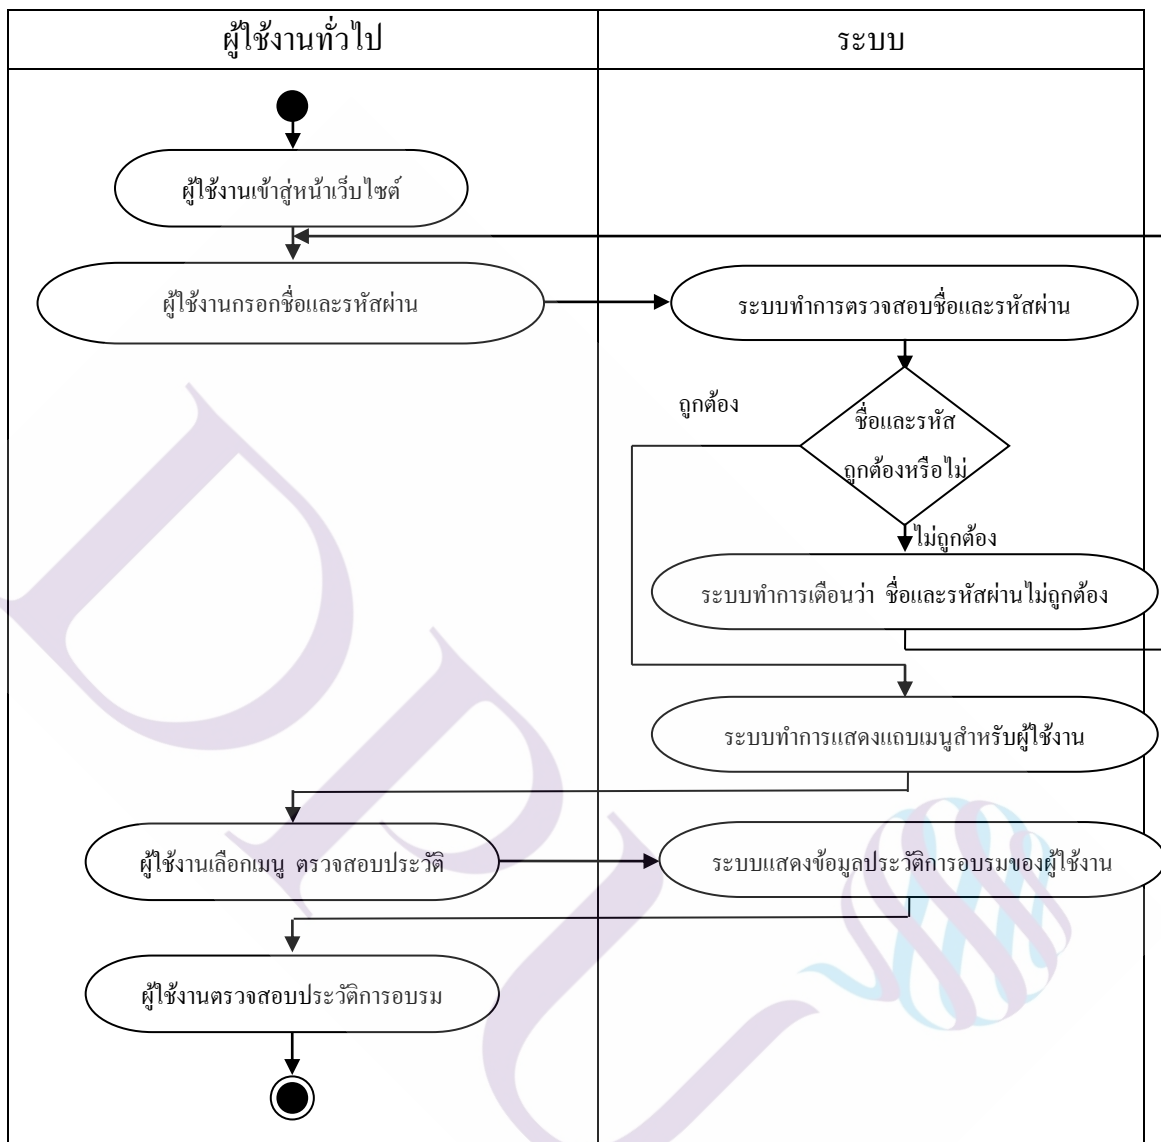 ผู้ใช้งานทั่วไป
ระบบ
ผู้ใช้งานเข้าสู่หน้าเว็บไซต์
ผู้ใช้งานกรอกชื่อและรหัสผ่าน
ระบบทำการตรวจสอบชื่อและรหัสผ่าน
ถูกต้อง
ชื่อและรหัส
ถูกต้องหรือไม่
ไม่ถูกต้อง
ระบบทำการเตือนว่า ชื่อและรหัสผ่านไม่ถูกต้อง
ระบบทำการแสดงแถบเมนูสำหรับผู้ใช้งาน
ผู้ใช้งานเลือกเมนู ตรวจสอบประวัติ
ระบบแสดงข้อมูลประวัติการอบรมของผู้ใช้งาน
ผู้ใช้งานตรวจสอบประวัติการอบรม
DPU